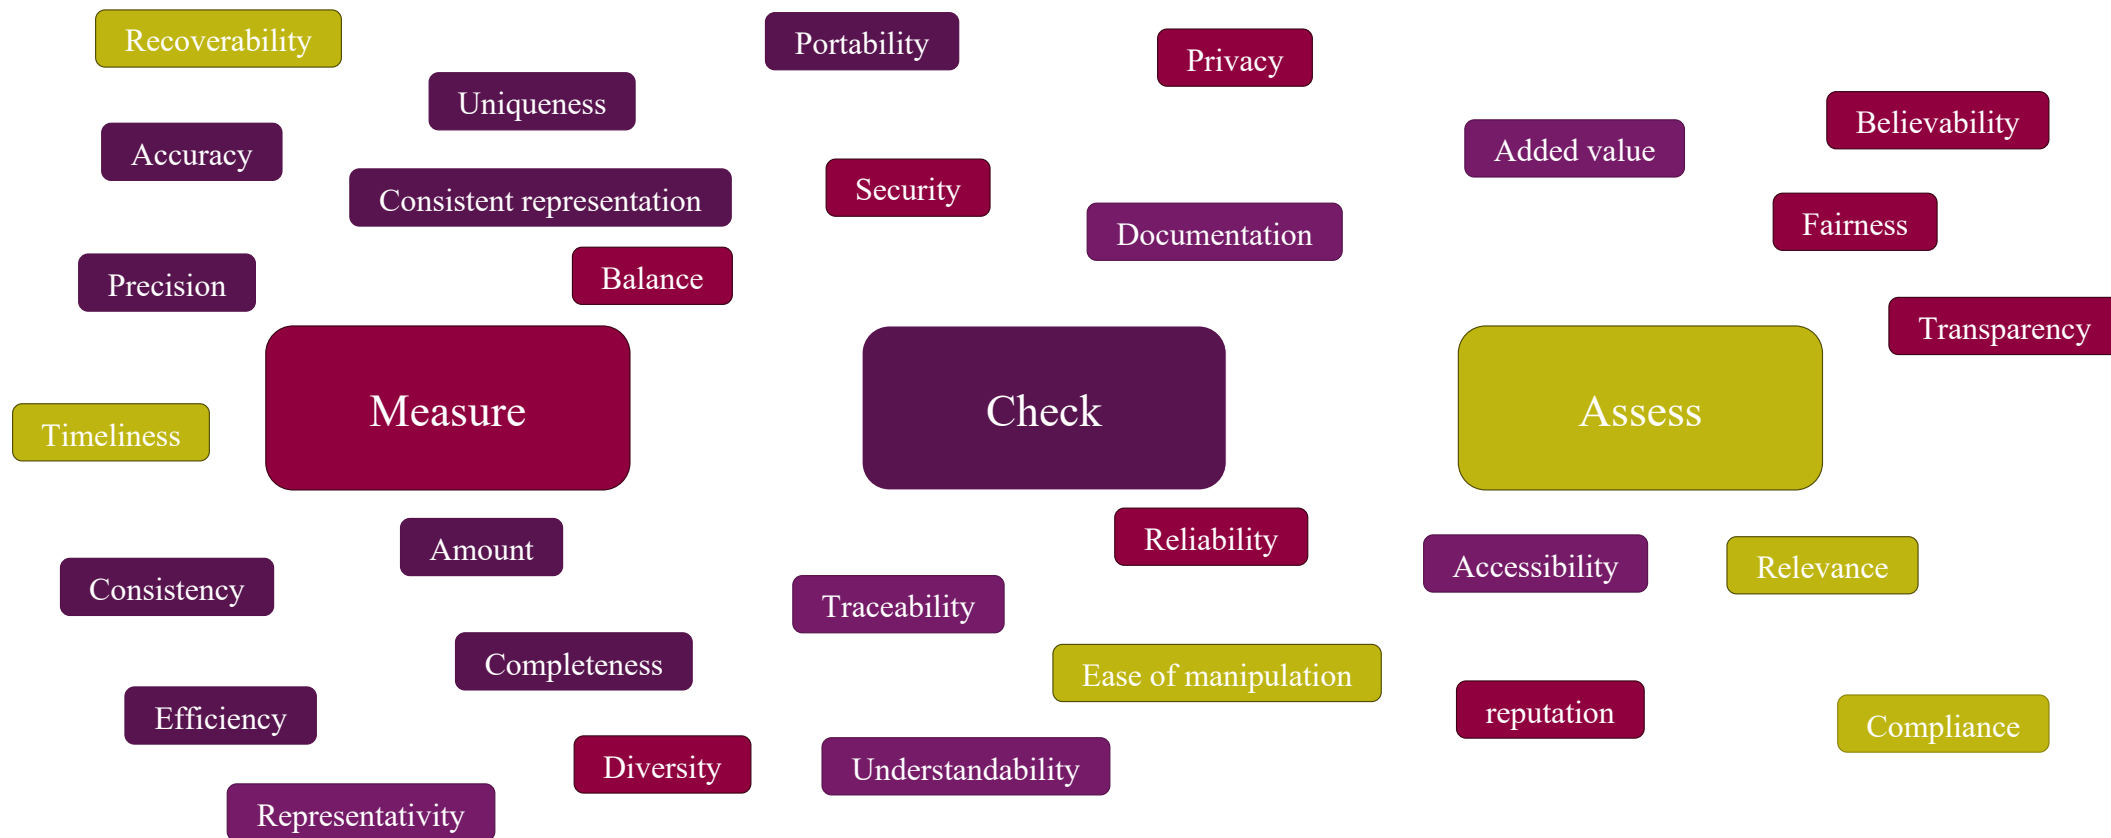 Recoverability
Portability
Privacy
Uniqueness
Believability
Accuracy
Added value
Consistent representation
Security
Fairness
Documentation
Precision
Balance
Transparency
Measure
Check
Assess
Timeliness
Amount
Reliability
Accessibility
Relevance
Consistency
Traceability
Completeness
Ease of manipulation
Efficiency
reputation
Compliance
Diversity
Understandability
Representativity